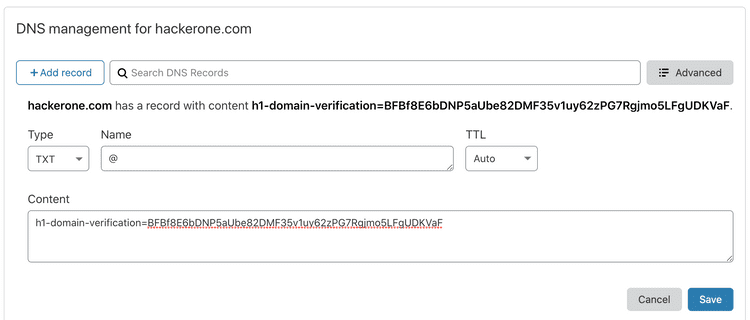 DNS management for hackerone.com
+ Add record
Search DNS Records
Advanced
hackerone.com has a record with content h1-domain-verification=BFBf8E6bDNP5aUbe82DMF35v1uy62zPG7Rgjmo5LFgUDKVaF.
Type
Name
TTL
TXT
@
Auto
Content
h1-domain-verification=BFBf8E6bDNP5aUbe82DMF35v1uy62zPG7Rgjmo5LFgUDKVaF
Cancel
Save